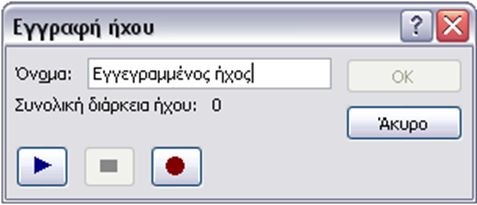 Εγγραφή ήχου
Όνομα: Εγγεγραμμένος ήχος OK
Συνολική διάρκεια ήχου: 0
Άκυρο